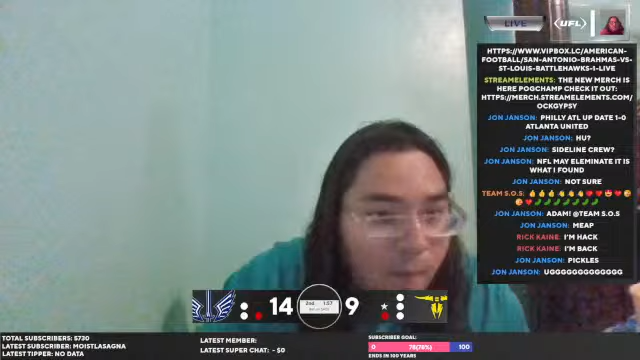 LIVE
UFL
HTTPS://WWW.VIPBOX.LC/AMERICAN-
FOOTBALL/SAN-ANTONIO-BRAHMAS-VS-
ST-LOUIS-BATTLEHAWKS-1-LIVE
STREAMELEMENTS: THE NEW MERCH IS
HERE POGCHAMP CHECK IT OUT:
HTTPS://MERCH.STREAMELEMENTS.COM/
OCKGYPSY
JON JANSON: PHILLY ATL UP DATE 1-0
ATLANTA UNITED
JON JANSON: HU?
JON JANSON: SIDELINE CREW?
JON JANSON: NFL MAY ELEMINATE IT IS
WHAT I FOUND
JON JANSON: NOT SURE
TEAM S.O.S:
JON JANSON: ADAM! @TEAM S.O.S
JON JANSON: MEAP
RICK KAINE: I'M HACK
RICK KAINE: I'M BACK
JON JANSON: PICKLES
JON JANSON: UGGGGGGGGGGGGG
14 2nd 1:57 9
TOTAL SUBSCRIBERS: 5730
LATEST SUBSCRIBER: MOISTLASAGNA
LATEST TIPPER: NO DATA
LATEST MEMBER:
LATEST SUPER CHAT: - $0
SUBSCRIBER GOAL:
0 76(76%) 100
ENDS IN 109 YEARS